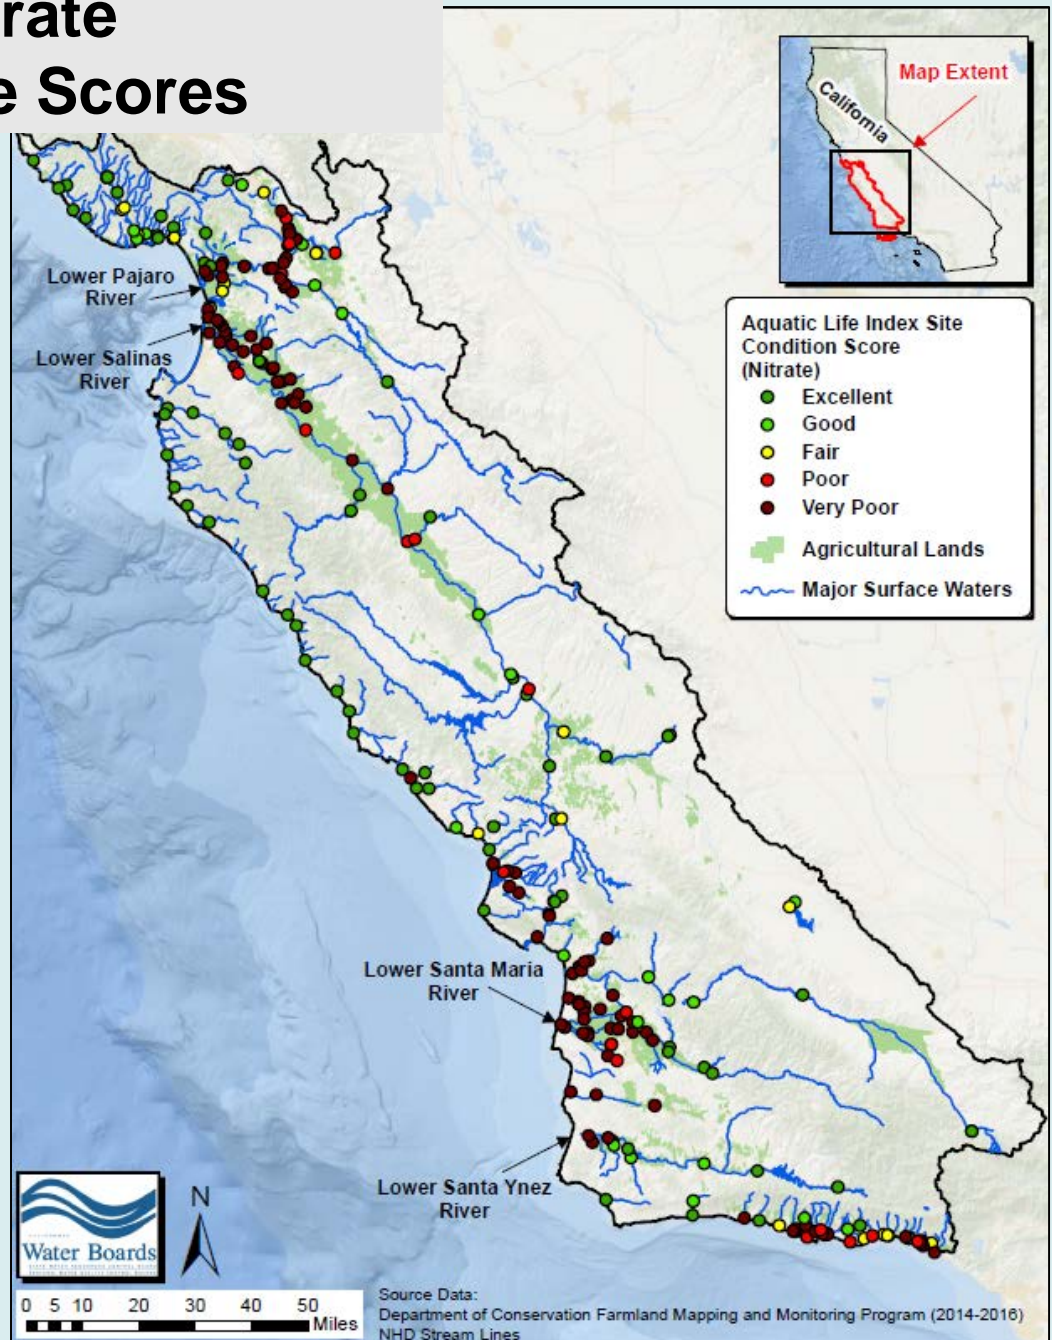 rate
e Scores
Map Extent
California
Lower Pajaro
River
Lower Salinas
River
Aquatic Life Index Site
Condition Score
(Nitrate)
Excellent
Good
Fair
Poor
Very Poor
Agricultural Lands
Major Surface Waters
Lower Santa Maria
River
Lower Santa Ynez
River
Water Boards
N
0 5 10 20 30 40 50
Miles
Source Data:
Department of Conservation Farmland Mapping and Monitoring Program (2014-2016)
NHD Stream Lines